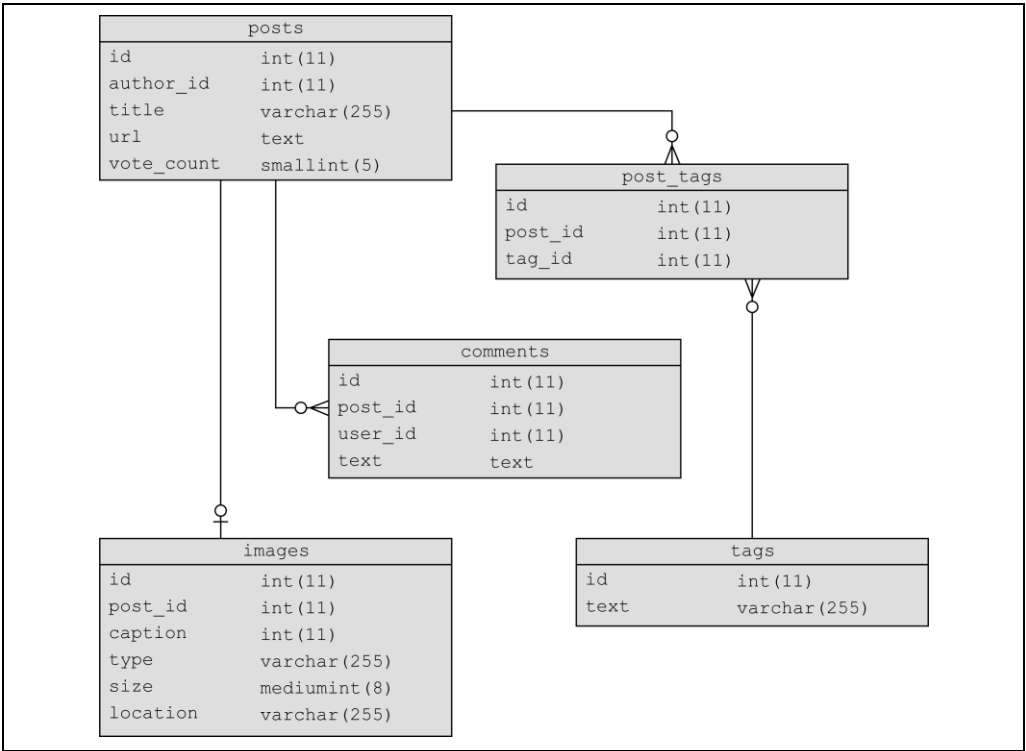 posts
id int(11)
author_id int(11)
title varchar(255)
url text
vote_count smallint(5)
post_tags
id int(11)
post_id int(11)
tag_id int(11)
comments
id int(11)
post_id int(11)
user_id int(11)
text text
images
id int(11)
post_id int(11)
caption int(11)
type varchar(255)
size mediumint(8)
location varchar(255)
tags
id int(11)
text varchar(255)